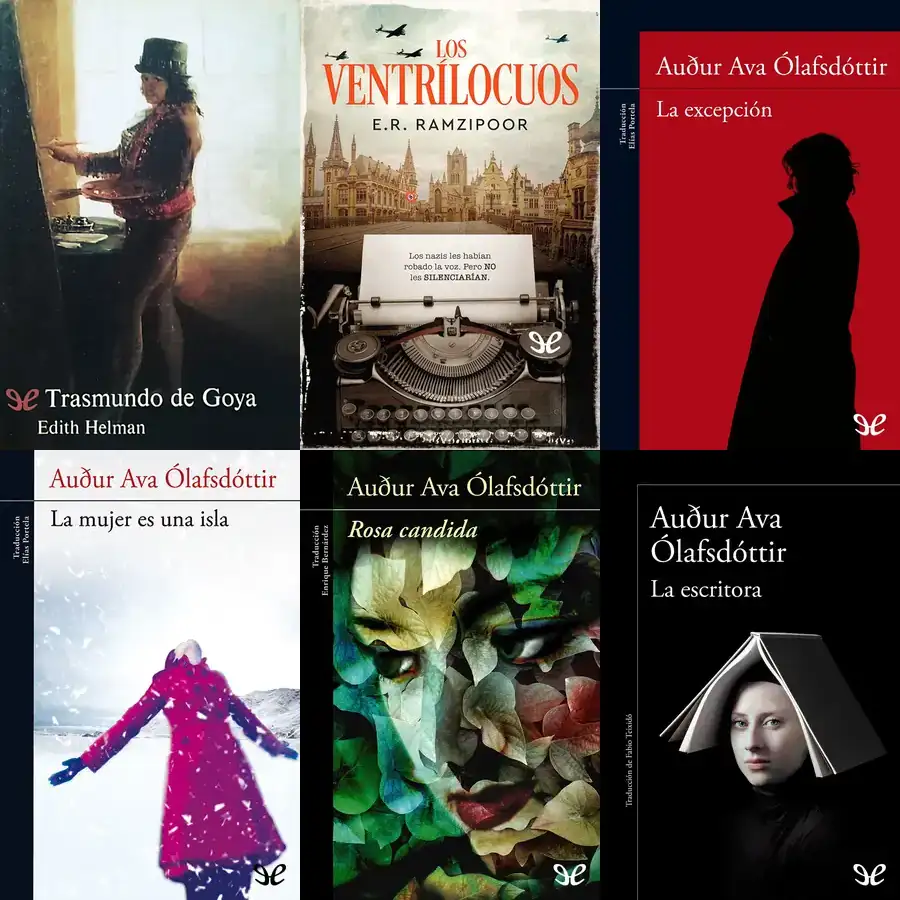 Trasmundo de Goya
Edith Helman
LOS
VENTRÍLOCUOS
E.R. RAMZIPOOR
Los nazis les habían
robado la voz. Pero NO
les SILENCIARÍAN.
Auður Ava Ólafsdóttir
La excepción
Traducción
Elías Portela
Auður Ava Ólafsdóttir
La mujer es una isla
Traducción
Elías Portela
Auður Ava Ólafsdóttir
Rosa candida
Traducción
Enrique Bernárdez
Auður Ava
Ólafsdóttir
La escritora
Traducción de Fabio Teixidó